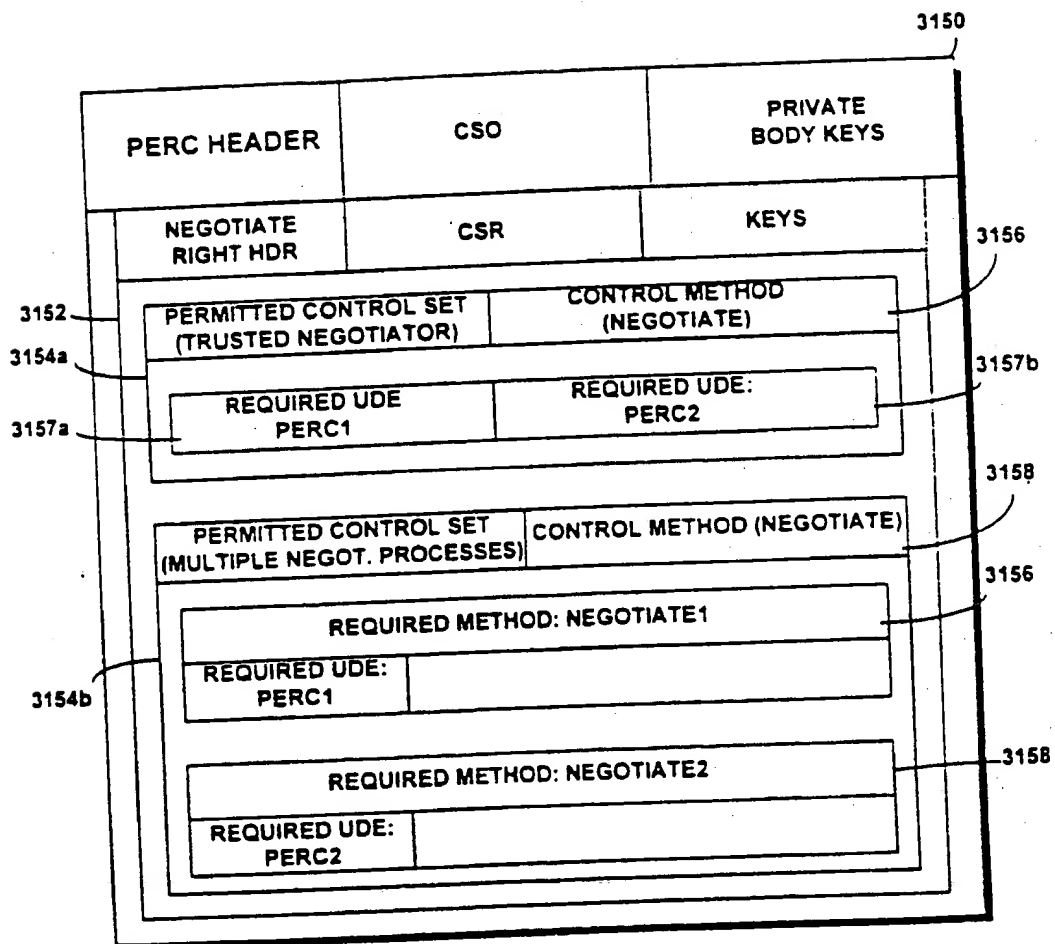 3150
PERC HEADER
CSO
PRIVATE
BODY KEYS
NEGOTIATE
RIGHT HDR
CSR
KEYS
3156
3152
PERMITTED CONTROL SET
(TRUSTED NEGOTIATOR)
CONTROL METHOD
(NEGOTIATE)
3154a
3157b
REQUIRED UDE
PERC1
REQUIRED UDE:
PERC2
3157a
3158
PERMITTED CONTROL SET
(MULTIPLE NEGOT. PROCESSES)
CONTROL METHOD (NEGOTIATE)
3156
REQUIRED METHOD: NEGOTIATE1
3154b
REQUIRED UDE:
PERC1
3158
REQUIRED METHOD: NEGOTIATE2
REQUIRED UDE:
PERC2